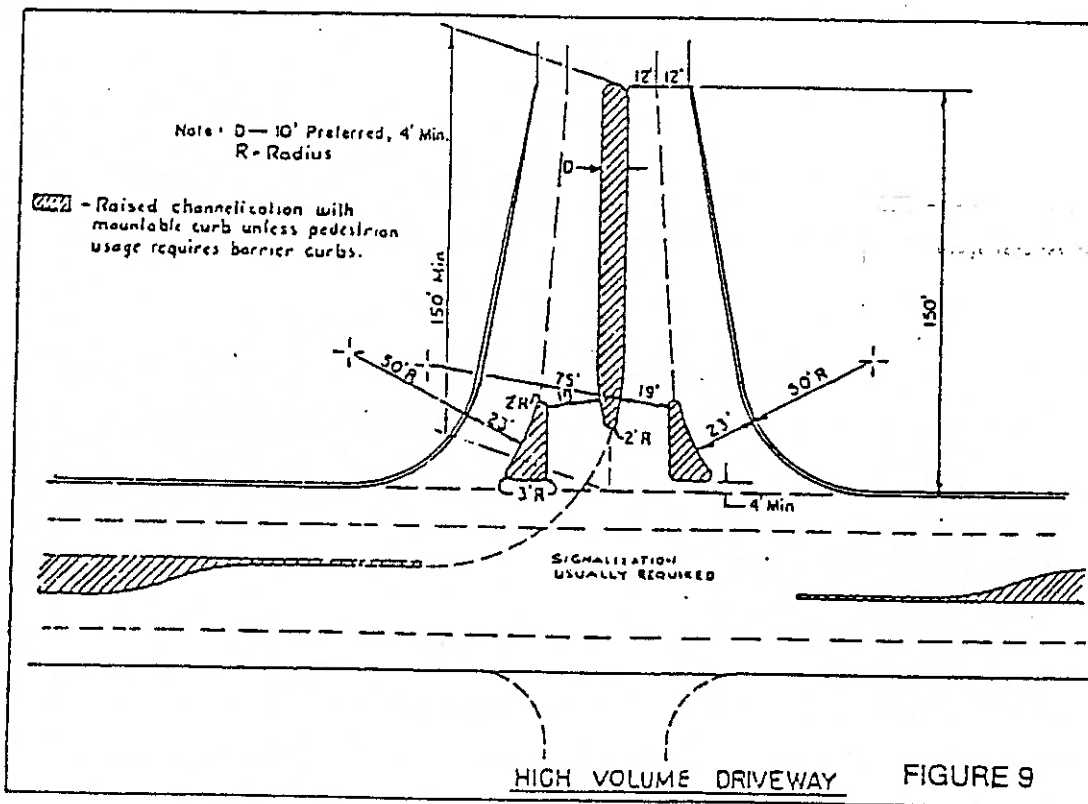 12' 12'
Note: D— 10' Preferred, 4' Min.
R-Radius
D
- Raised channelization with
mountable curb unless pedestrian
usage requires barrier curbs.
150' Min
150'
50'R
75'
19'
50'R
2'R
17'
23'
23'
2'R
3'R
4' Min
SIGNALIZATION
USUALLY REQUIRED
HIGH VOLUME DRIVEWAY
FIGURE 9